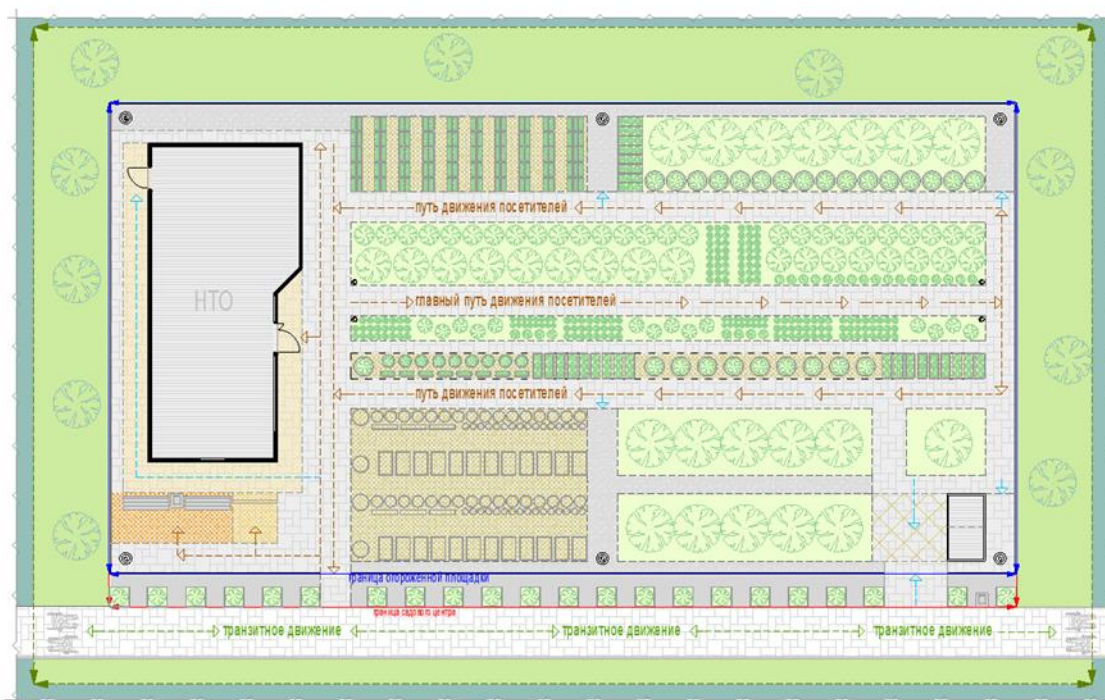 путь движения посетителей
НТО
главный путь движения посетителей
путь движения посетителей
граница огороженной площадки
граница садового центра
транзитное движение
транзитное движение
транзитное движение